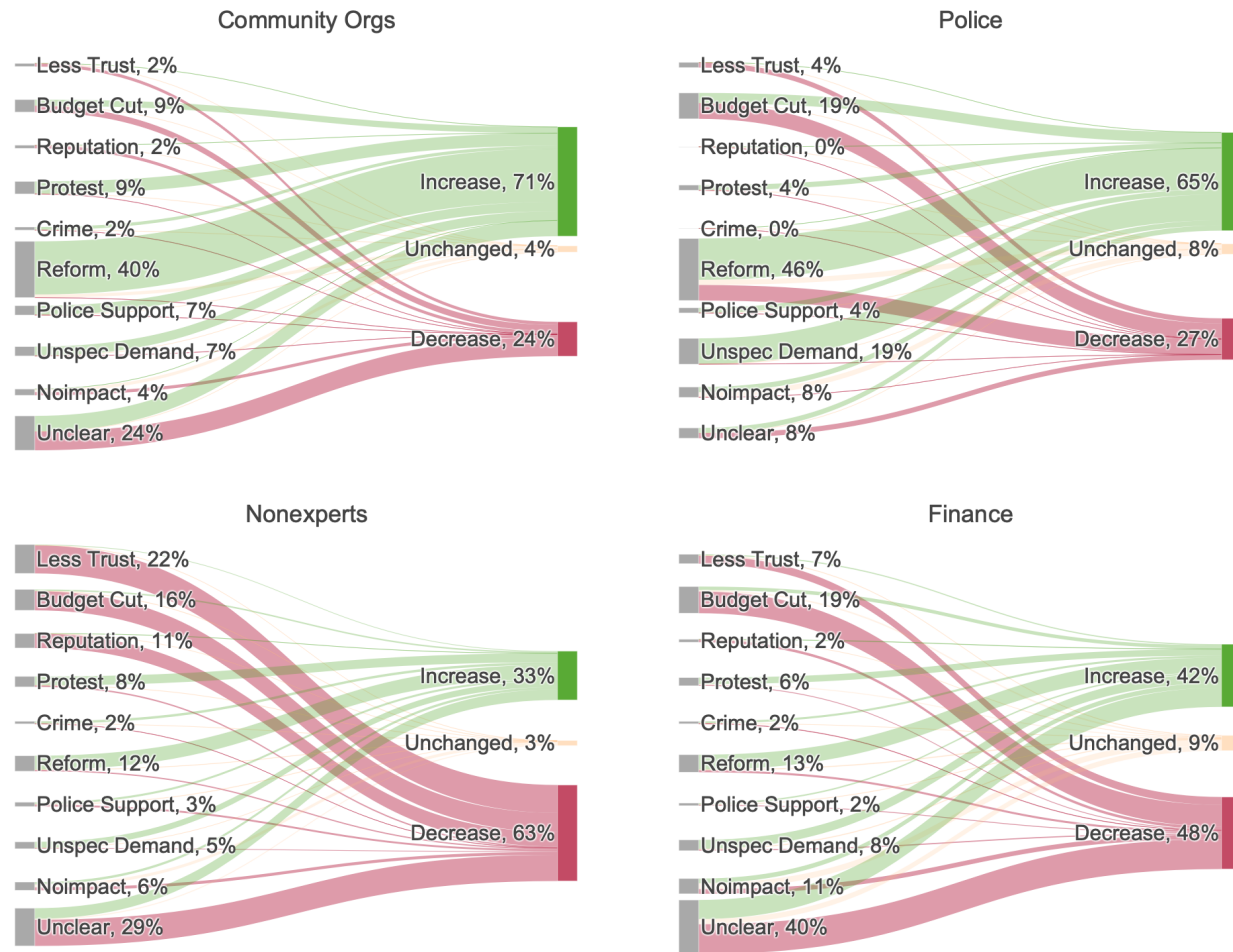 Community Orgs
Less Trust, 2%
Budget Cut, 9%
Reputation, 2%
Protest, 9%
Crime, 2%
Reform, 40%
Police Support, 7%
Unspec Demand, 7%
Noimpact, 4%
Unclear, 24%
Increase, 71%
Unchanged, 4%
Decrease, 24%
Police
Less Trust, 4%
Budget Cut, 19%
Reputation, 0%
Protest, 4%
Crime, 0%
Reform, 46%
Police Support, 4%
Unspec Demand, 19%
Noimpact, 8%
Unclear, 8%
Increase, 65%
Unchanged, 8%
Decrease, 27%
Nonexperts
Less Trust, 22%
Budget Cut, 16%
Reputation, 11%
Protest, 8%
Crime, 2%
Reform, 12%
Police Support, 3%
Unspec Demand, 5%
Noimpact, 6%
Unclear, 29%
Increase, 33%
Unchanged, 3%
Decrease, 63%
Finance
Less Trust, 7%
Budget Cut, 19%
Reputation, 2%
Protest, 6%
Crime, 2%
Reform, 13%
Police Support, 2%
Unspec Demand, 8%
Noimpact, 11%
Unclear, 40%
Increase, 42%
Unchanged, 9%
Decrease, 48%